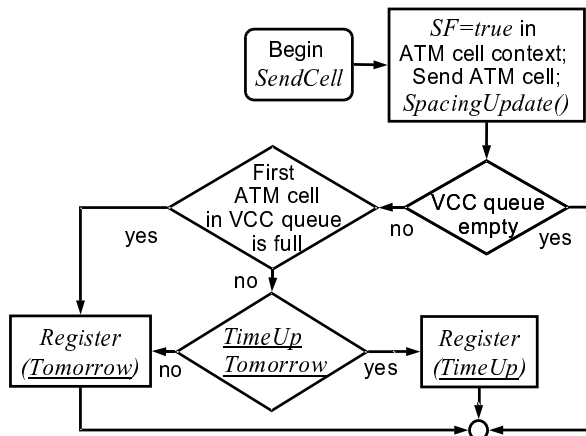 Begin
SendCell
SF=true in
ATM cell context;
Send ATM cell;
SpacingUpdate()
First
ATM cell
in VCC queue
is full
VCC queue
empty
yes
no
yes
no
Register
(Tomorrow)
no
TimeUp
Tomorrow
yes
Register
(TimeUp)